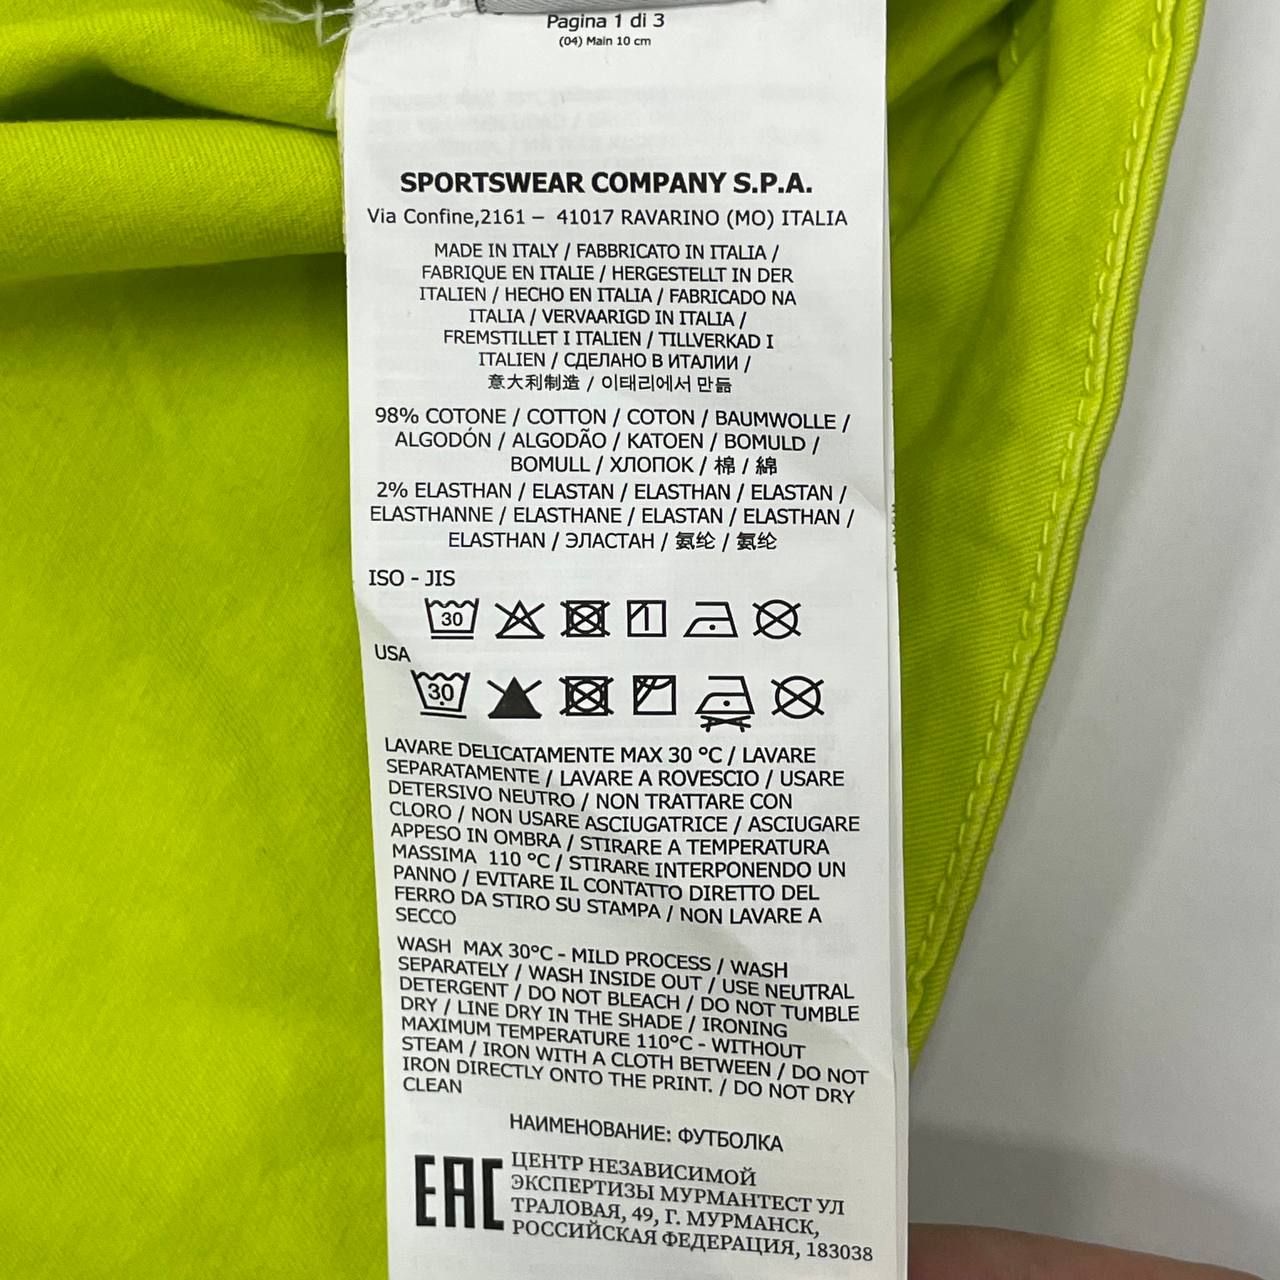 Pagina 1 di 3
(04) Main 10 cm
SPORTSWEAR COMPANY S.P.A.
Via Confine,2161 – 41017 RAVARINO (MO) ITALIA
MADE IN ITALY / FABBRICATO IN ITALIA /
FABRIQUE EN ITALIE / HERGESTELLT IN DER
ITALIEN / HECHO EN ITALIA / FABRICADO NA
ITALIA / VERVAARIGD IN ITALIA /
FREMSTILLET I ITALIEN / TILLVERKAD I
ITALIEN / СДЕЛАНО В ИТАЛИИ /
意大利制造 / 이태리에서 만듦
98% COTONE / COTTON / COTON / BAUMWOLLE /
ALGODÓN / ALGODÃO / KATOEN / BOMULD /
BOMULL / ХЛОПОК / 棉 / 綿
2% ELASTHAN / ELASTAN / ELASTHAN / ELASTAN /
ELASTHANNE / ELASTHANE / ELASTAN / ELASTHAN /
ELASTHAN / ЭЛАСТАН / 氨纶 / 氨纶
ISO - JIS
30
USA
30
LAVARE DELICATAMENTE MAX 30 °C / LAVARE
SEPARATAMENTE / LAVARE A ROVESCIO / USARE
DETERSIVO NEUTRO / NON TRATTARE CON
CLORO / NON USARE ASCIUGATRICE / ASCIUGARE
APPESO IN OMBRA / STIRARE A TEMPERATURA
MASSIMA 110 °C / STIRARE INTERPONENDO UN
PANNO / EVITARE IL CONTATTO DIRETTO DEL
FERRO DA STIRO SU STAMPA / NON LAVARE A
SECCO
WASH MAX 30°C - MILD PROCESS / WASH
SEPARATELY / WASH INSIDE OUT / USE NEUTRAL
DETERGENT / DO NOT BLEACH / DO NOT TUMBLE
DRY / LINE DRY IN THE SHADE / IRONING
MAXIMUM TEMPERATURE 110°C - WITHOUT
STEAM / IRON WITH A CLOTH BETWEEN / DO NOT
IRON DIRECTLY ONTO THE PRINT. / DO NOT DRY
CLEAN
НАИМЕНОВАНИЕ: ФУТБОЛКА
EAC
ЦЕНТР НЕЗАВИСИМОЙ
ЭКСПЕРТИЗЫ МУРМАНТЕСТ УЛ
ТРАЛОВАЯ, 49, Г. МУРМАНСК,
РОССИЙСКАЯ ФЕДЕРАЦИЯ, 183038